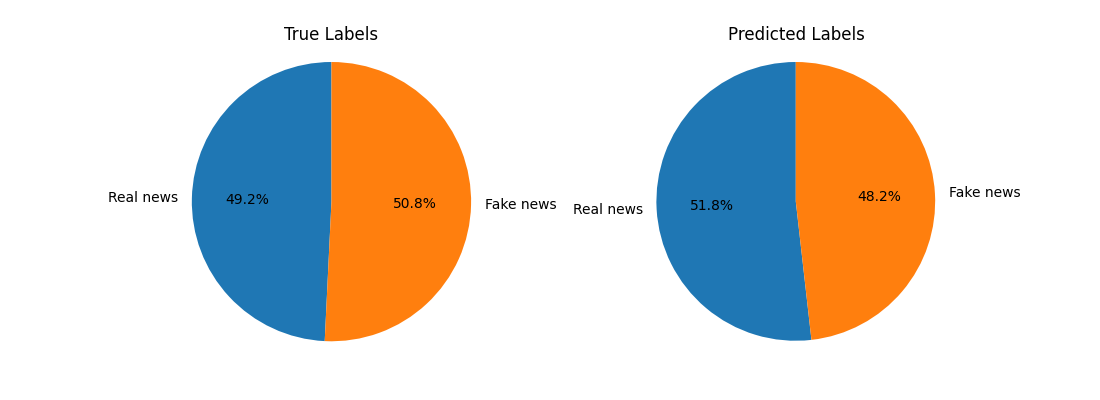 True Labels
Real news
49.2%
50.8%
Fake news
Predicted Labels
Real news
51.8%
48.2%
Fake news